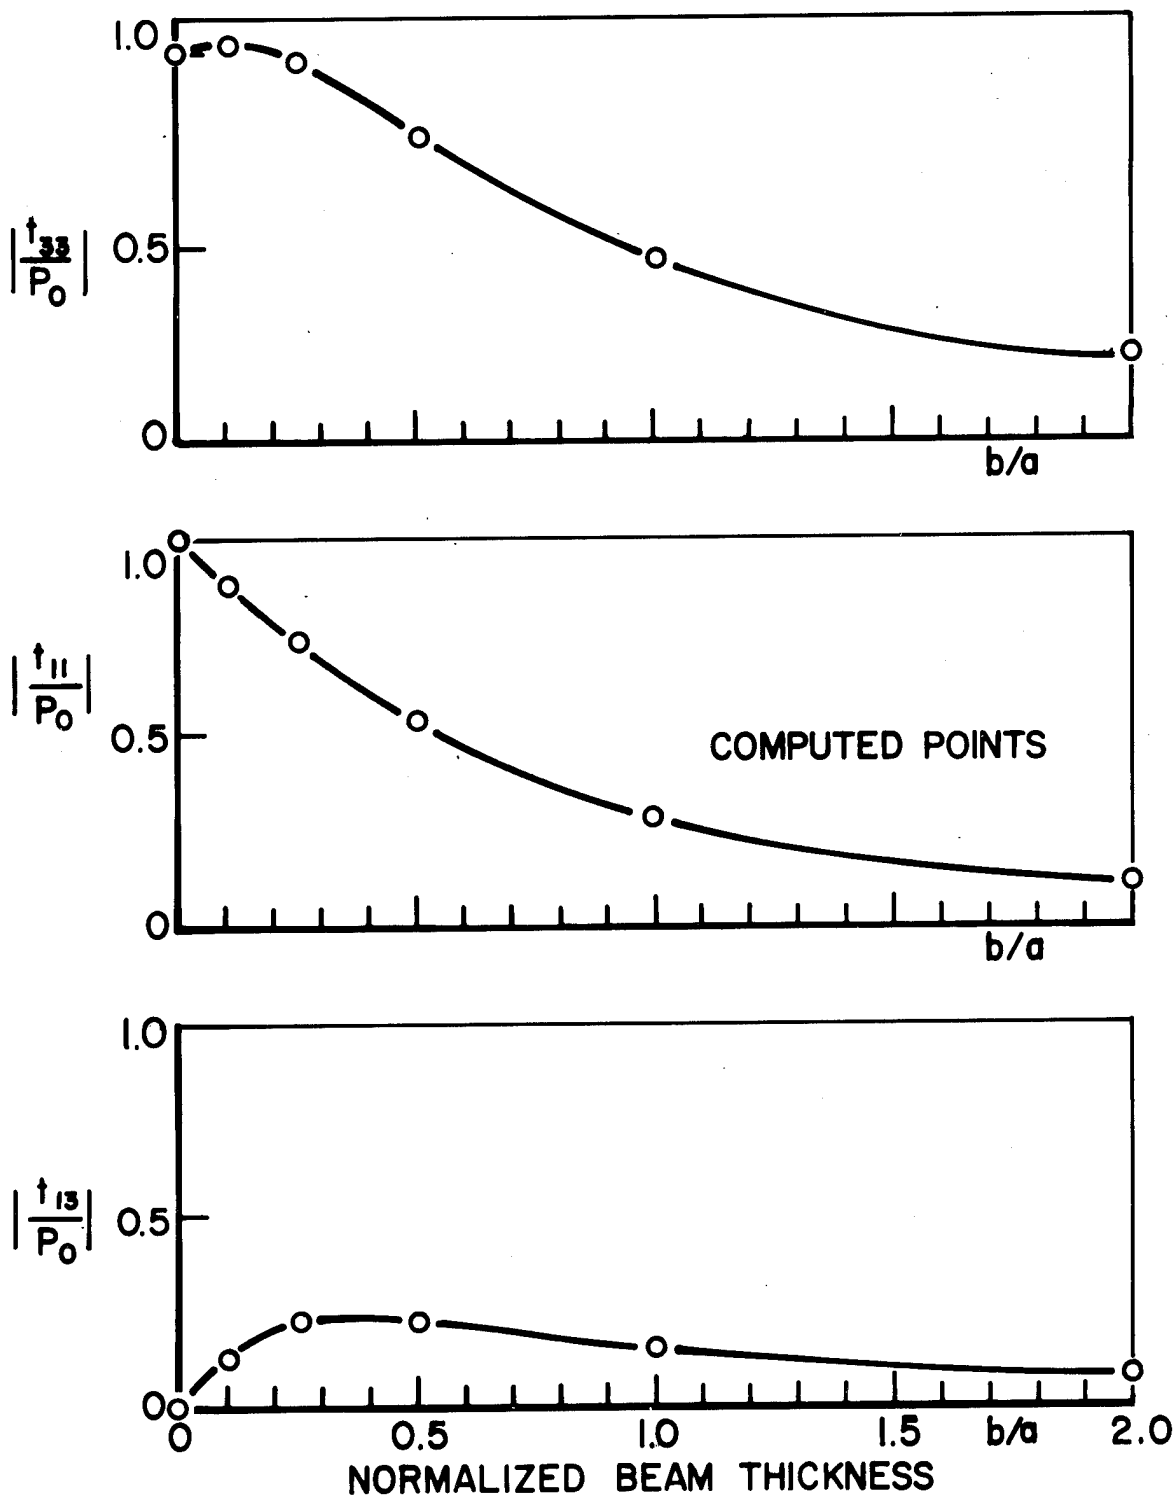 1.0
|t33/P0|
0.5
0
b/a
1.0
|t11/P0|
0.5
COMPUTED POINTS
0
b/a
1.0
|t13/P0|
0.5
0
0 0.5 1.0 1.5 b/a 2.0
NORMALIZED BEAM THICKNESS